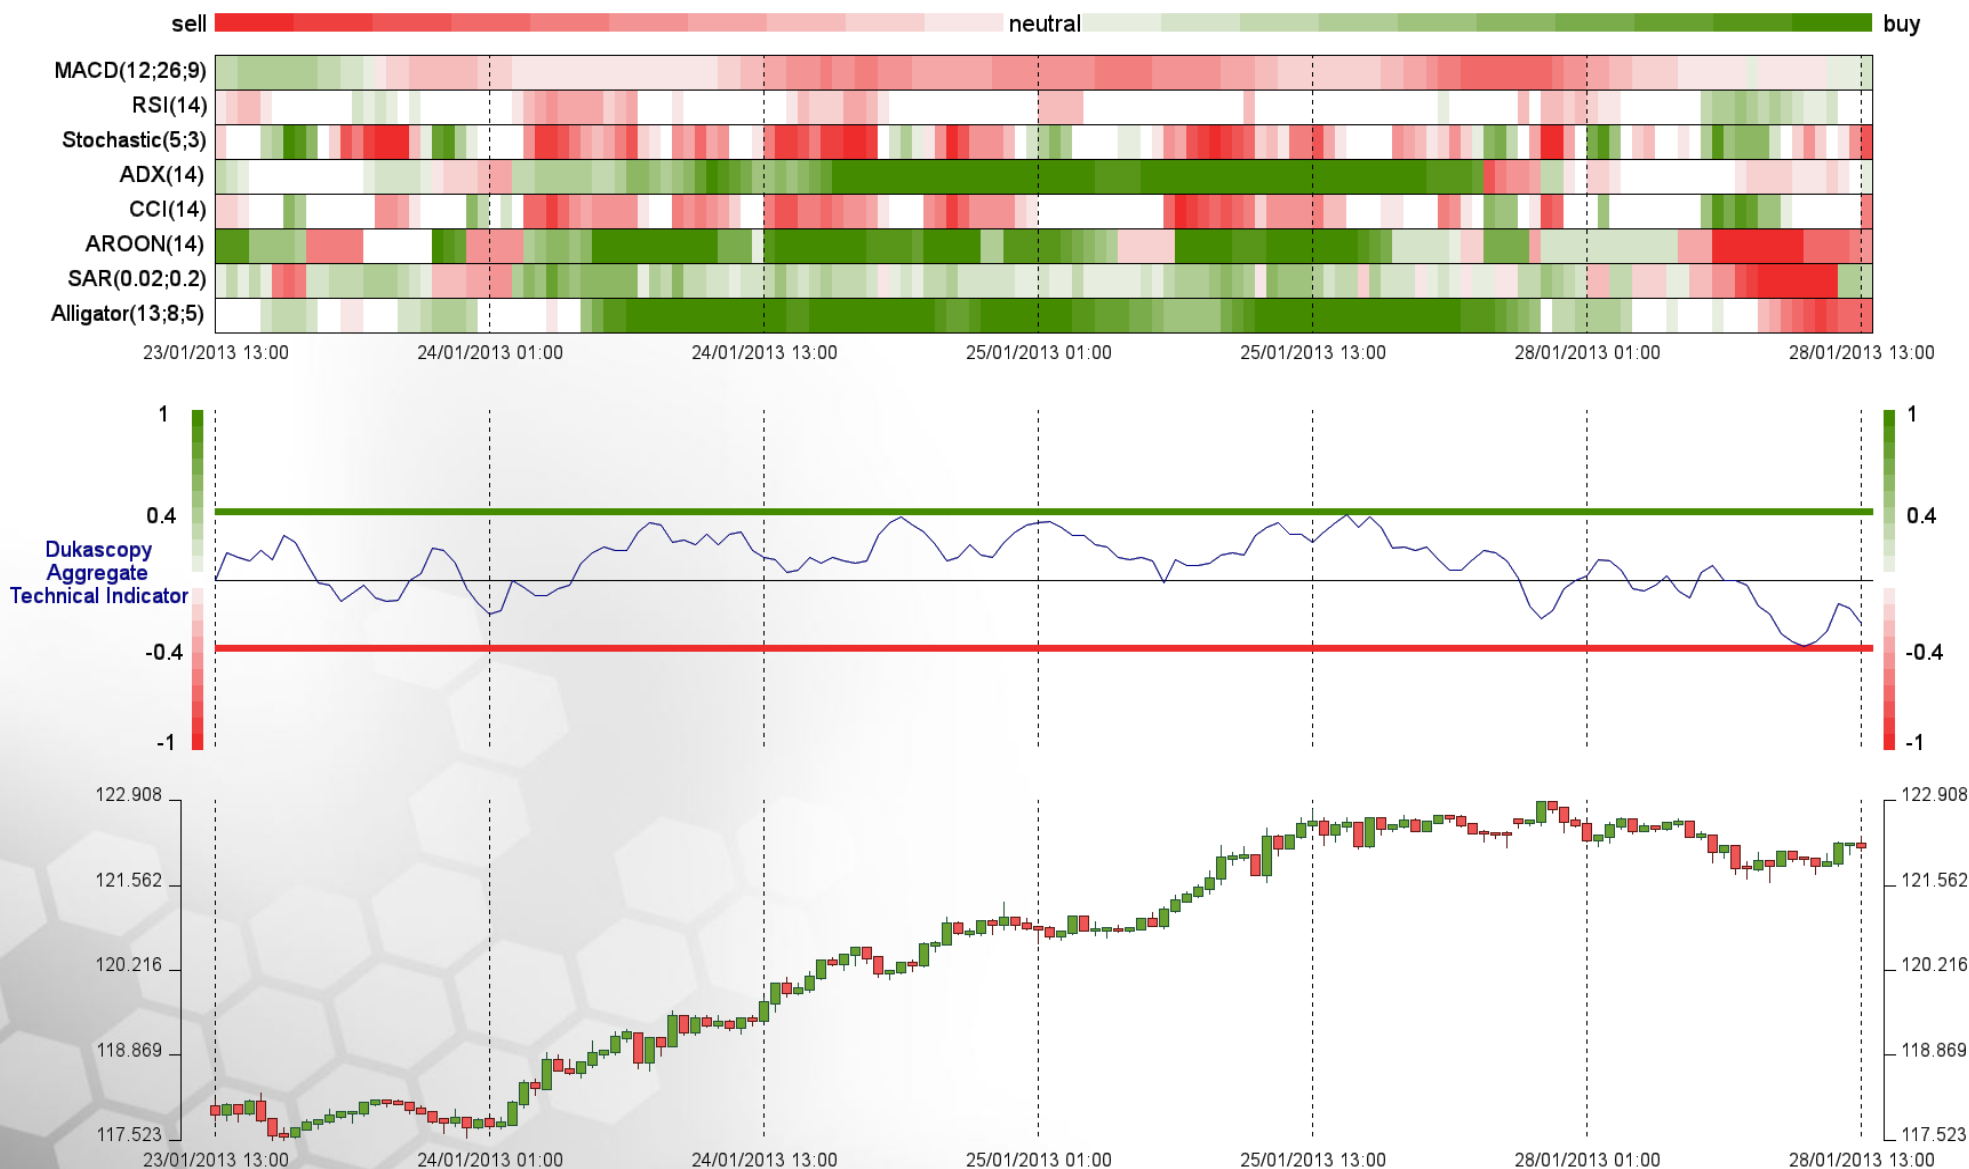 sell neutral buy
MACD(12;26;9)
RSI(14)
Stochastic(5;3)
ADX(14)
CCI(14)
AROON(14)
SAR(0.02;0.2)
Alligator(13;8;5)
23/01/2013 13:00 24/01/2013 01:00 24/01/2013 13:00 25/01/2013 01:00 25/01/2013 13:00 28/01/2013 01:00 28/01/2013 13:00
1 1
0.4 0.4
Dukascopy
Aggregate
Technical Indicator
-0.4 -0.4
-1 -1
122.908 122.908
121.562 121.562
120.216 120.216
118.869 118.869
117.523 117.523
23/01/2013 13:00 24/01/2013 01:00 24/01/2013 13:00 25/01/2013 01:00 25/01/2013 13:00 28/01/2013 01:00 28/01/2013 13:00